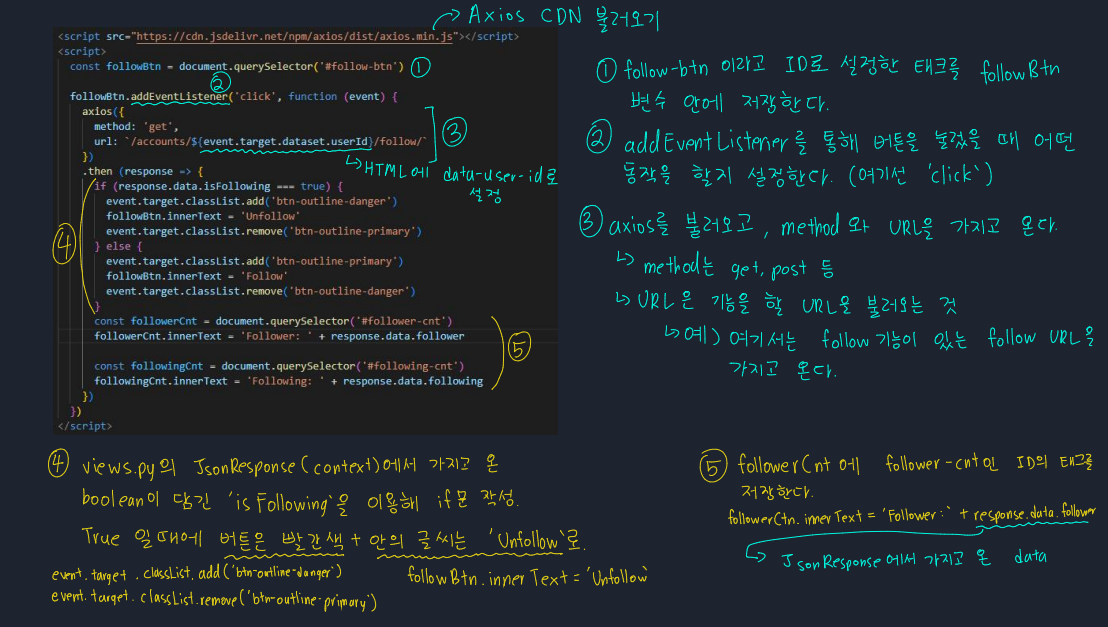 Axios CDN 불러오기
<script src="https://cdn.jsdelivr.net/npm/axios/dist/axios.min.js"></script>
<script>
const followBtn = document.querySelector('#follow-btn') ①
②
followBtn.addEventListener('click', function (event) {
axios({
method: 'get',
url: `/accounts/${event.target.dataset.userId}/follow/`
})
③
↳ HTML에 data-user-id로
설정
.then (response => {
if (response.data.isFollowing === true) {
event.target.classList.add('btn-outline-danger')
followBtn.innerText = 'Unfollow'
event.target.classList.remove('btn-outline-primary')
} else {
event.target.classList.add('btn-outline-primary')
followBtn.innerText = 'Follow'
event.target.classList.remove('btn-outline-danger')
}
④
const followerCnt = document.querySelector('#follower-cnt')
followerCnt.innerText = 'Follower: ' + response.data.follower
const followingCnt = document.querySelector('#following-cnt')
followingCnt.innerText = 'Following: ' + response.data.following
⑤
})
})
</script>
① follow-btn 이라고 ID로 설정한 태크를 followBtn
변수 안에 저장한다.
② addEventListener를 통해 버튼을 눌렀을 때 어떤
동작을 할지 설정한다. (여기선 'click')
③ axios를 불러오고, method 와 URL을 가지고 온다.
↳ method는 get, post 등
↳ URL은 기능을 할 URL을 불러오는 것
↳ 예) 여기서는 follow 기능이 있는 follow URL을
가지고 온다.
④ views.py의 JsonResponse(context)에서 가지고 온
boolean이 담긴 'isFollowing'을 이용해 if문 작성.
True 일때에 버튼은 빨간색 + 안의 글씨는 'Unfollow'로.
event.target.classList.add('btn-outline-danger')
event.target.classList.remove('btn-outline-primary')
followBtn.innerText = 'Unfollow'
⑤ followerCnt 에 follower-cnt인 ID의 태그를
저장한다.
followerCtn.innerText = 'Follower:' + response.data.follower
↳ JsonResponse에서 가지고 온 data